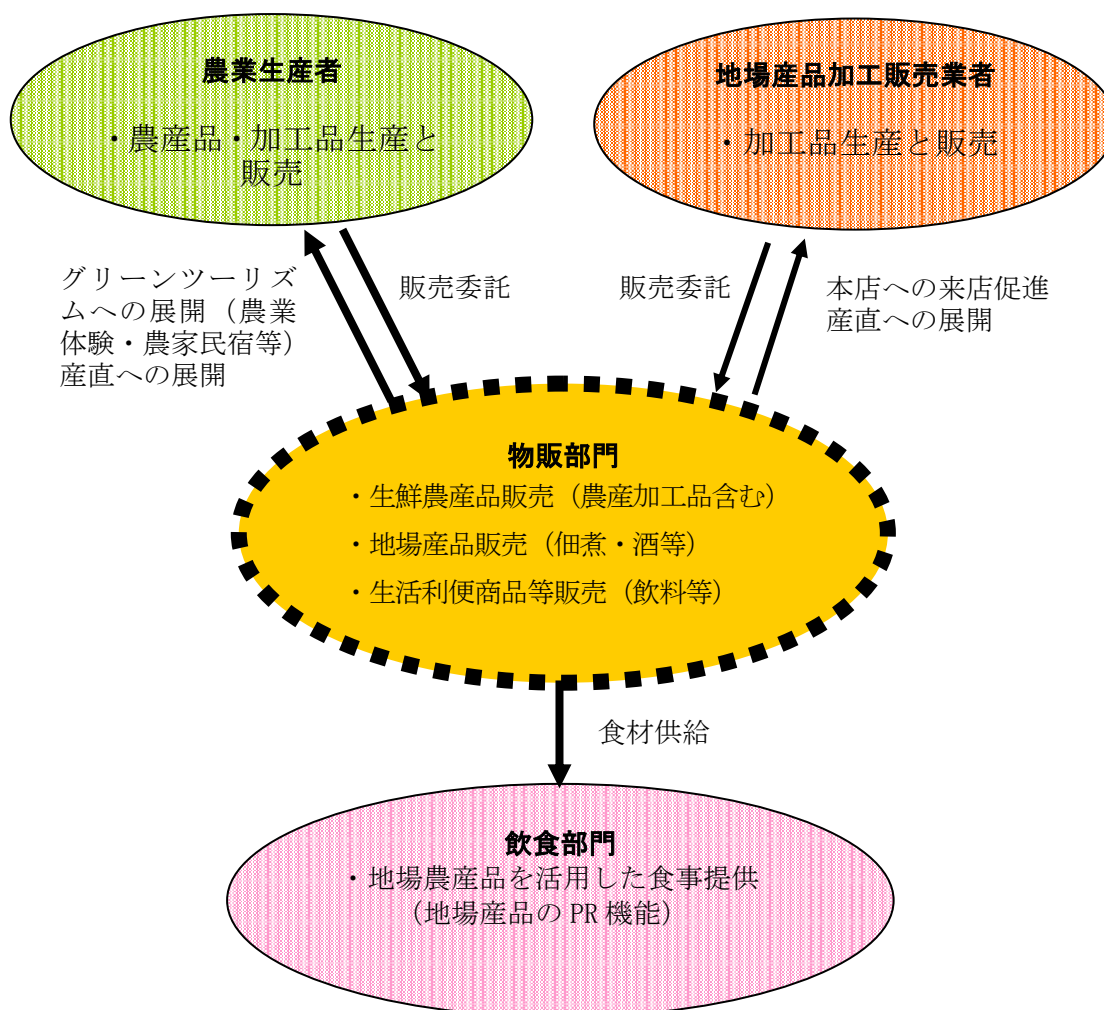 農業生産者
・農産品・加工品生産と
販売
地場産品加工販売業者
・加工品生産と販売
グリーンツーリズ
ムへの展開（農業
体験・農家民宿等）
産直への展開
販売委託
販売委託
本店への来店促進
産直への展開
物販部門
・生鮮農産品販売（農産加工品含む）
・地場産品販売（佃煮・酒等）
・生活利便商品等販売（飲料等）
食材供給
飲食部門
・地場農産品を活用した食事提供
（地場産品のPR機能）